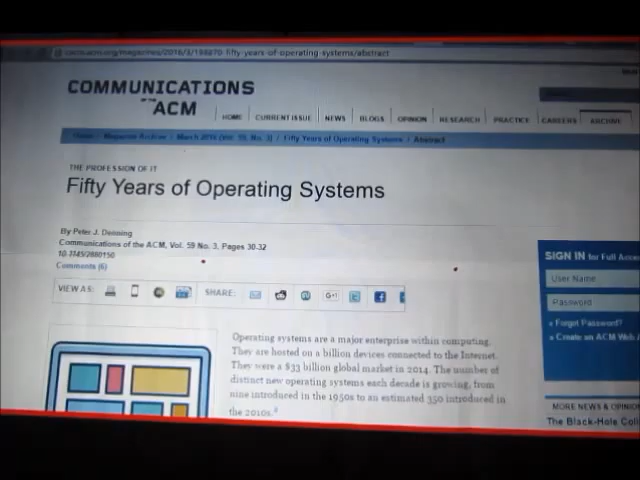 cacm.acm.org/magazines/2016/3/198870-fifty-years-of-operating-systems/abstract
COMMUNICATIONS
OF THE
ACM
HOME CURRENT ISSUE NEWS BLOGS OPINION RESEARCH PRACTICE CAREERS ARCHIVE
Home / Magazine Archive / March 2016 (Vol. 59, No. 3) / Fifty Years of Operating Systems / Abstract
THE PROFESSION OF IT
Fifty Years of Operating Systems
By Peter J. Denning
Communications of the ACM, Vol. 59 No. 3, Pages 30-32
10.1145/2880150
Comments (6)
VIEW AS: SHARE: G+1
SIGN IN for Full Acce
User Name
Password
» Forgot Password?
» Create an ACM Web
Operating systems are a major enterprise within computing.
They are hosted on a billion devices connected to the Internet.
They were a $33 billion global market in 2014. The number of
distinct new operating systems each decade is growing, from
nine introduced in the 1950s to an estimated 350 introduced in
the 2010s.
MORE NEWS & OPINION
The Black-Hole Coll